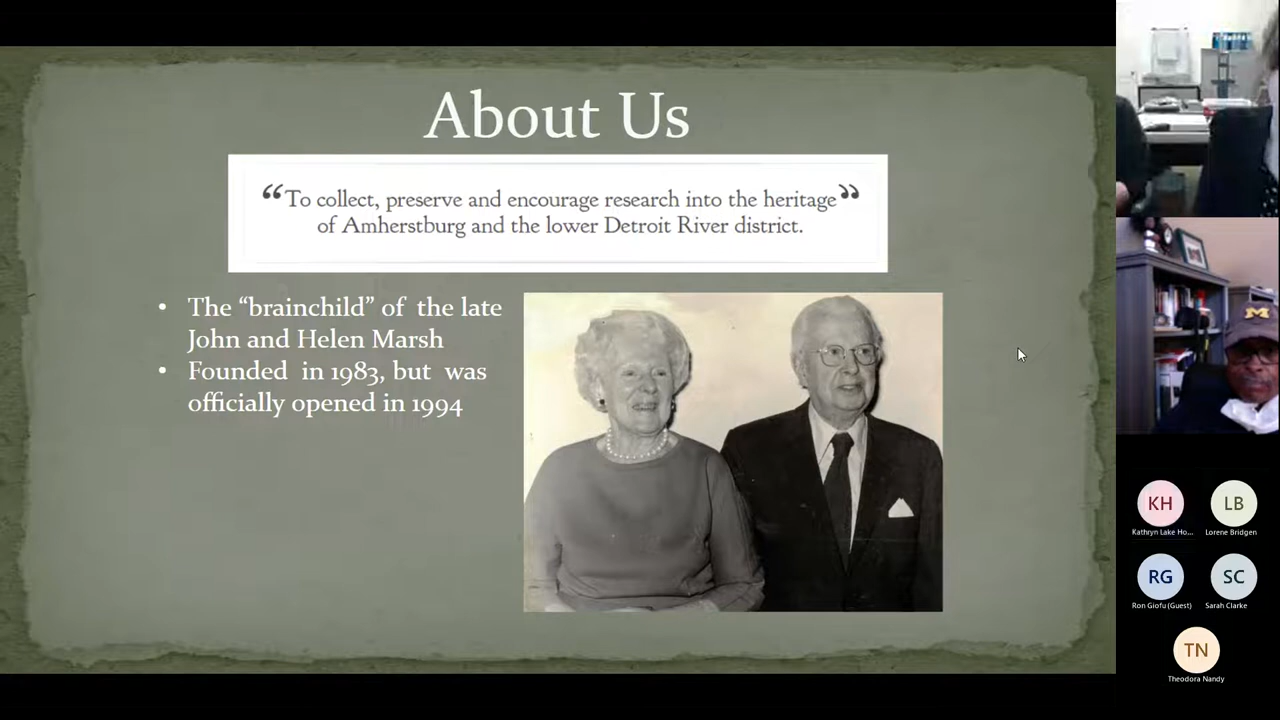 About Us
“To collect, preserve and encourage research into the heritage”
of Amherstburg and the lower Detroit River district.
• The “brainchild” of the late
John and Helen Marsh
• Founded in 1983, but was
officially opened in 1994
M
KH
LB
Kathryn Lake Ho...
Lorene Bridgen
RG
SC
Ron Giofu (Guest)
Sarah Clarke
TN
Theodora Nandy